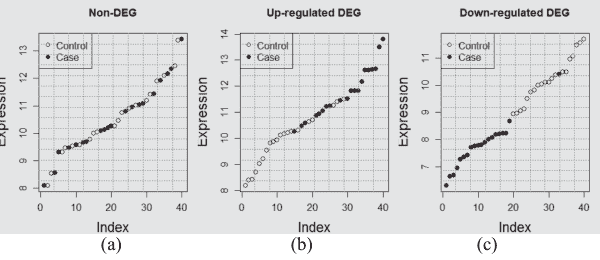 Non-DEG
Up-regulated DEG
Down-regulated DEG
Control
Case
Control
Case
Control
Case
Expression
Expression
Expression
13
12
11
10
9
8
14
13
12
11
10
9
8
11
10
8
7
0 10 20 30 40
0 10 20 30 40
0 10 20 30 40
Index
Index
Index
(a)
(b)
(c)